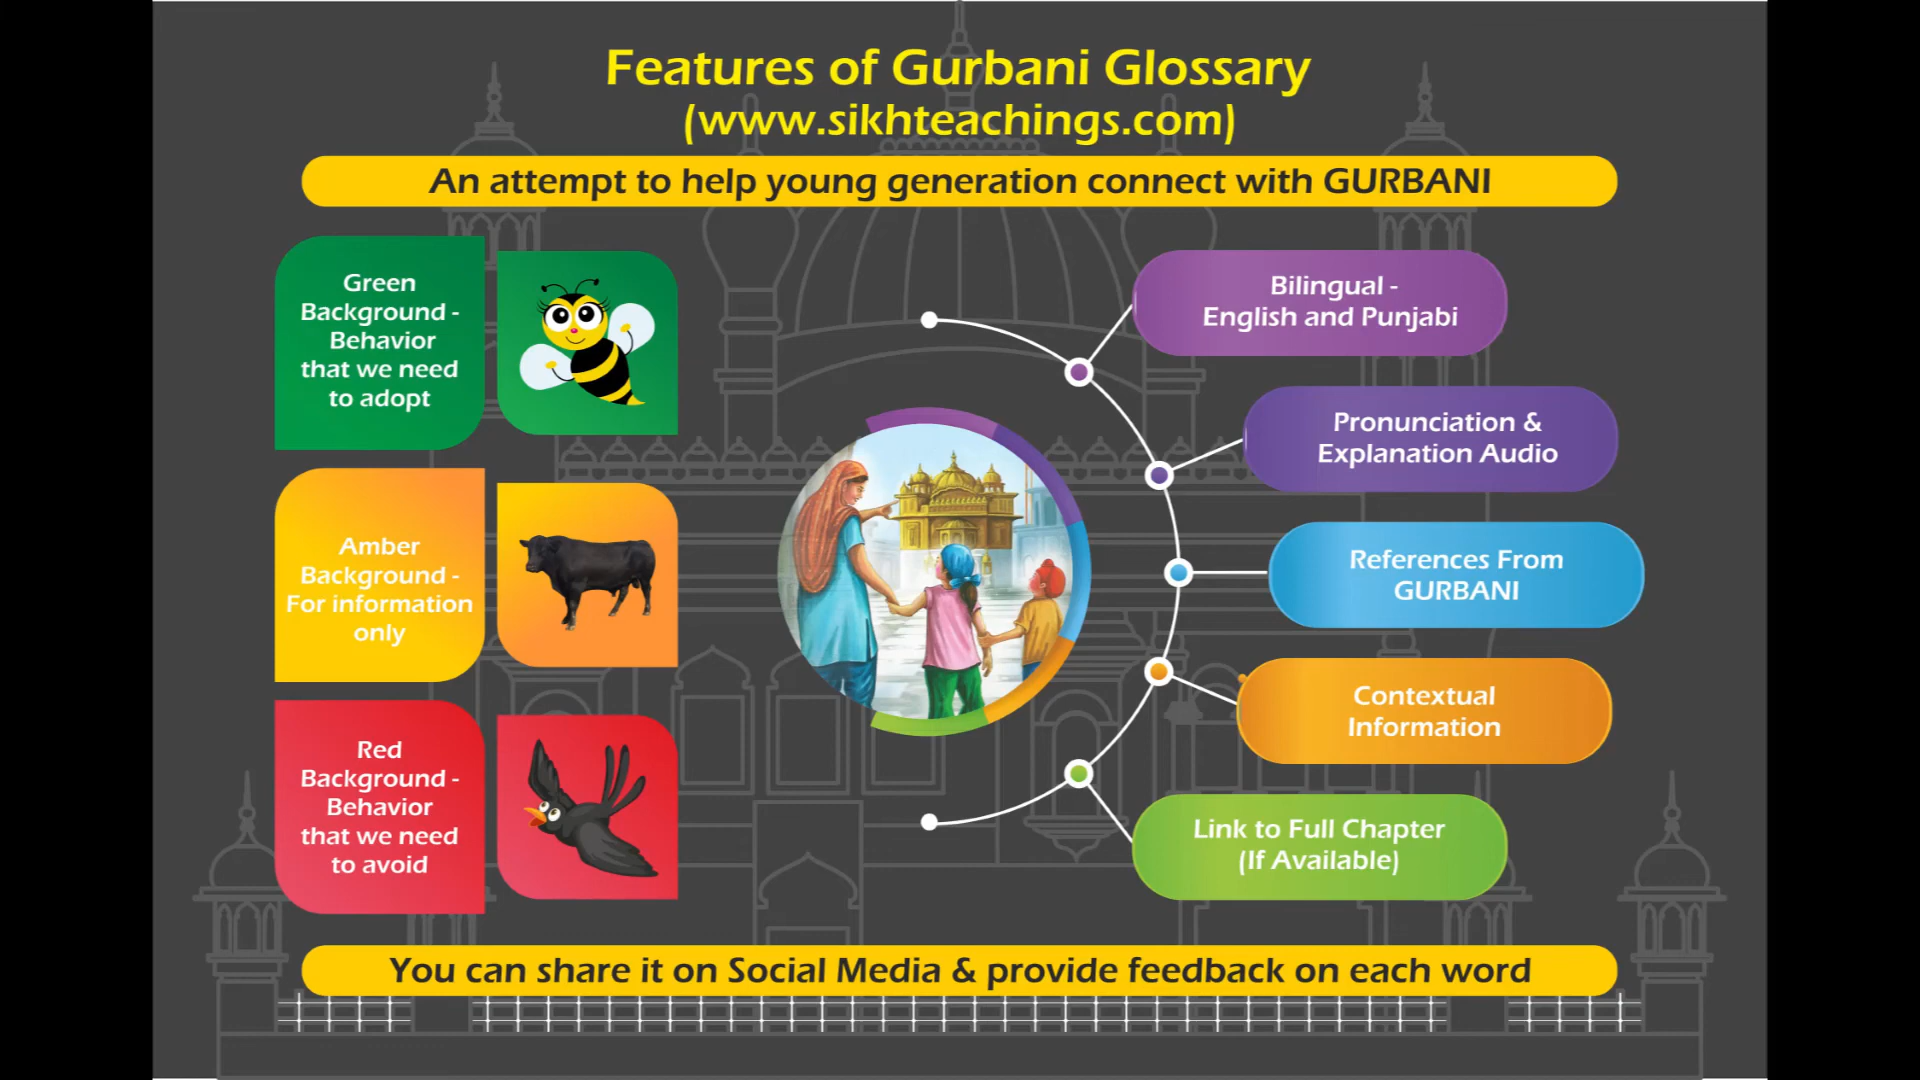 Features of Gurbani Glossary
(www.sikhteachings.com)
An attempt to help young generation connect with GURBANI
Green
Background -
Behavior
that we need
to adopt
Amber
Background -
For information
only
Red
Background -
Behavior
that we need
to avoid
Bilingual -
English and Punjabi
Pronunciation &
Explanation Audio
References From
GURBANI
Contextual
Information
Link to Full Chapter
(If Available)
You can share it on Social Media & provide feedback on each word